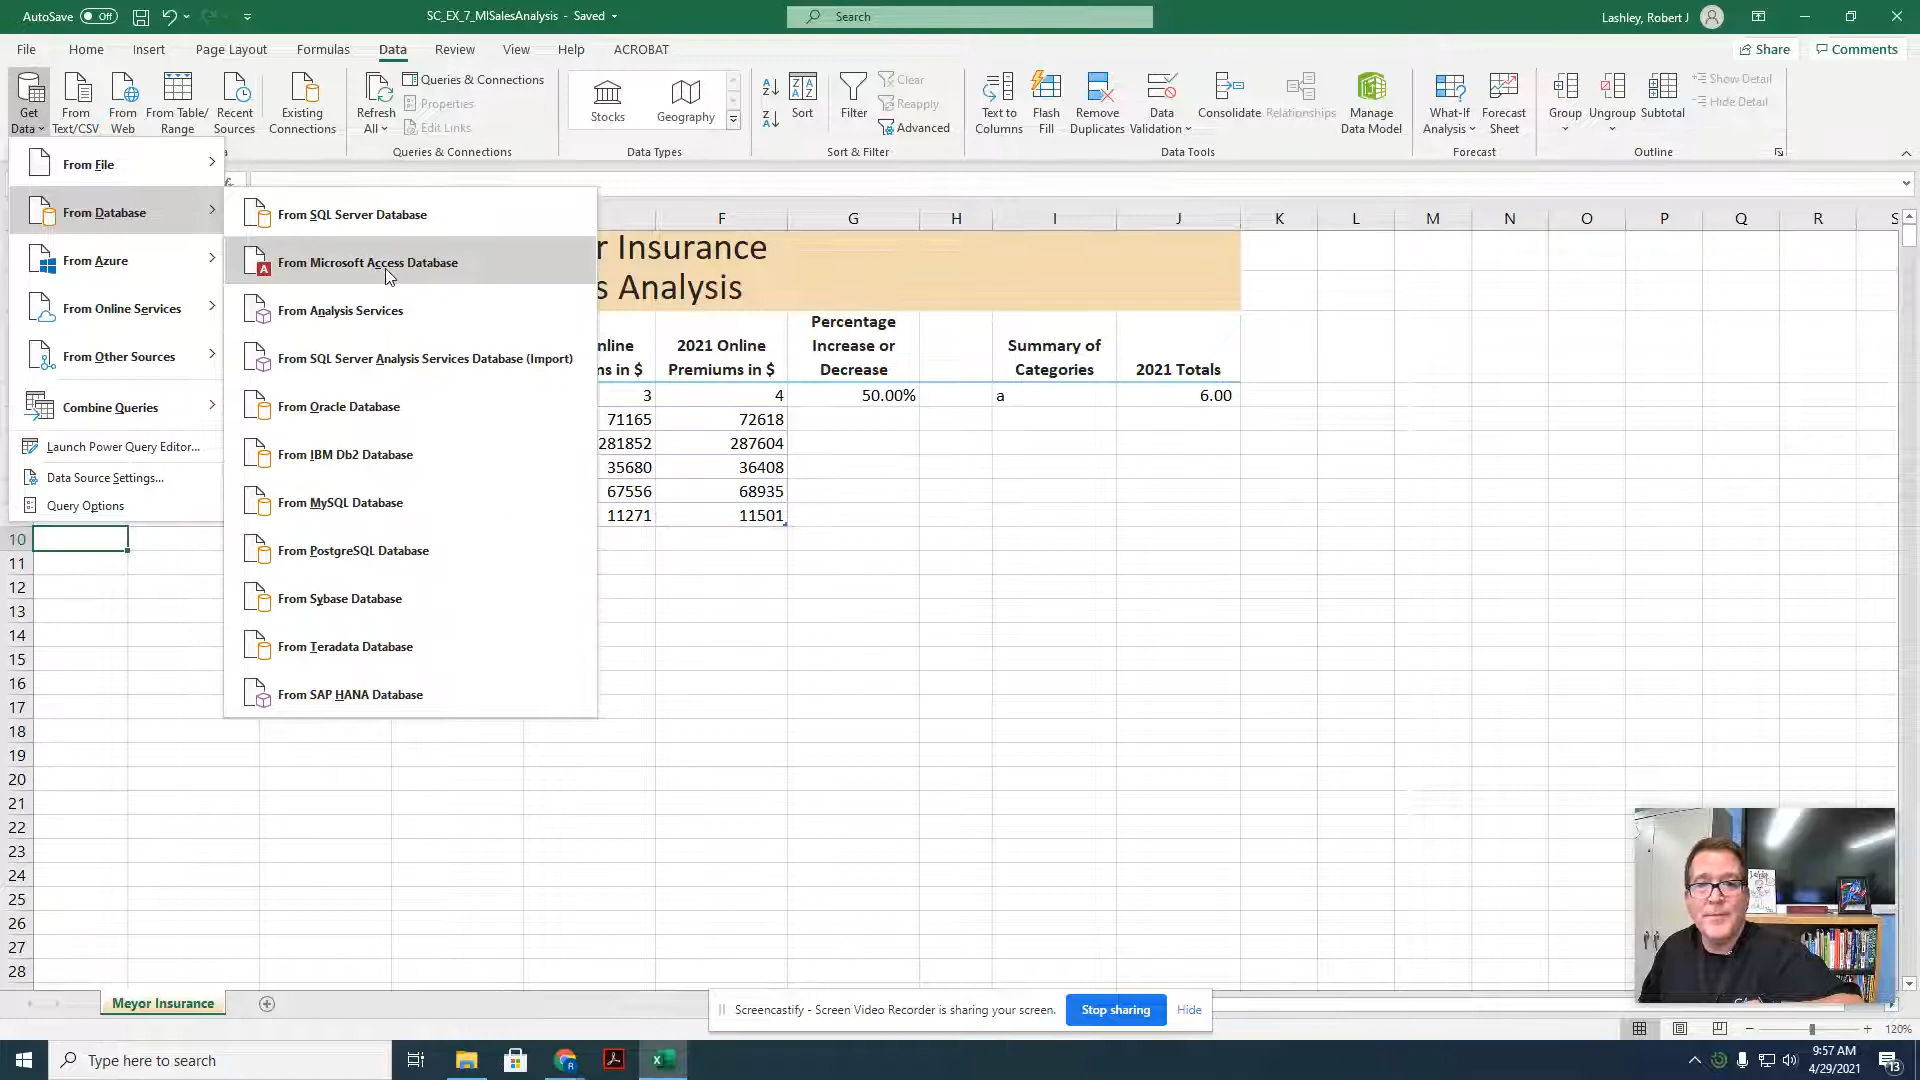 AutoSave Off SC_EX_7_MISalesAnalysis - Saved Search Lashley, Robert J
File Home Insert Page Layout Formulas Data Review View Help ACROBAT Share Comments
Get Data From Text/CSV From Web From Table/ Range Recent Sources Existing Connections
Refresh All Queries & Connections Properties Edit Links
Queries & Connections
Stocks Geography
Data Types
Sort Filter Clear Reapply Advanced
Sort & Filter
Text to Columns Flash Fill Remove Duplicates Data Validation Consolidate Relationships Manage Data Model
Data Tools
What-If Analysis Forecast Sheet
Forecast
Group Ungroup Subtotal Show Detail Hide Detail
Outline
From File
From Database
From Azure
From Online Services
From Other Sources
Combine Queries
Launch Power Query Editor...
Data Source Settings...
Query Options
From SQL Server Database
From Microsoft Access Database
From Analysis Services
From SQL Server Analysis Services Database (Import)
From Oracle Database
From IBM Db2 Database
From MySQL Database
From PostgreSQL Database
From Sybase Database
From Teradata Database
From SAP HANA Database
F G H I J K L M N O P Q R S
r Insurance
s Analysis
nline
ns in $
2021 Online
Premiums in $
Percentage
Increase or
Decrease
Summary of
Categories
2021 Totals
3 4 50.00% a 6.00
71165 72618
281852 287604
35680 36408
67556 68935
11271 11501
10
11
12
13
14
15
16
17
18
19
20
21
22
23
24
25
26
27
28
Meyor Insurance
Screencastify - Screen Video Recorder is sharing your screen. Stop sharing Hide
120%
Type here to search
9:57 AM
4/29/2021
13